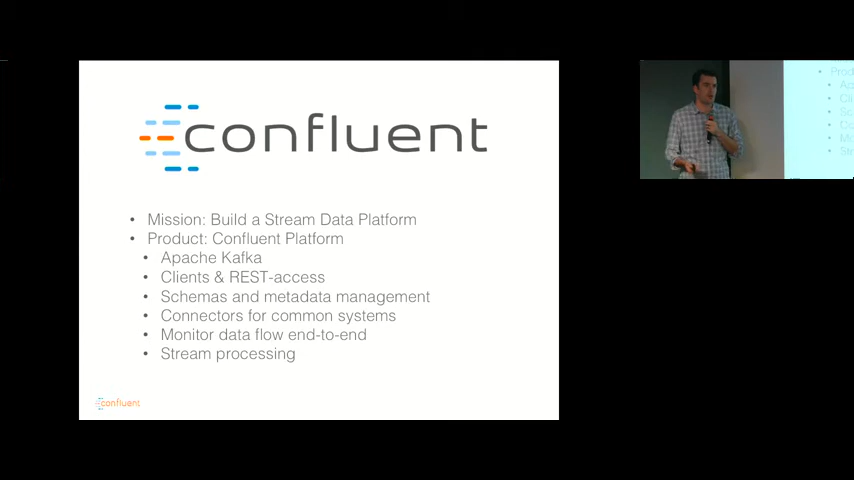 confluent
• Mission: Build a Stream Data Platform
• Product: Confluent Platform
• Apache Kafka
• Clients & REST-access
• Schemas and metadata management
• Connectors for common systems
• Monitor data flow end-to-end
• Stream processing
confluent